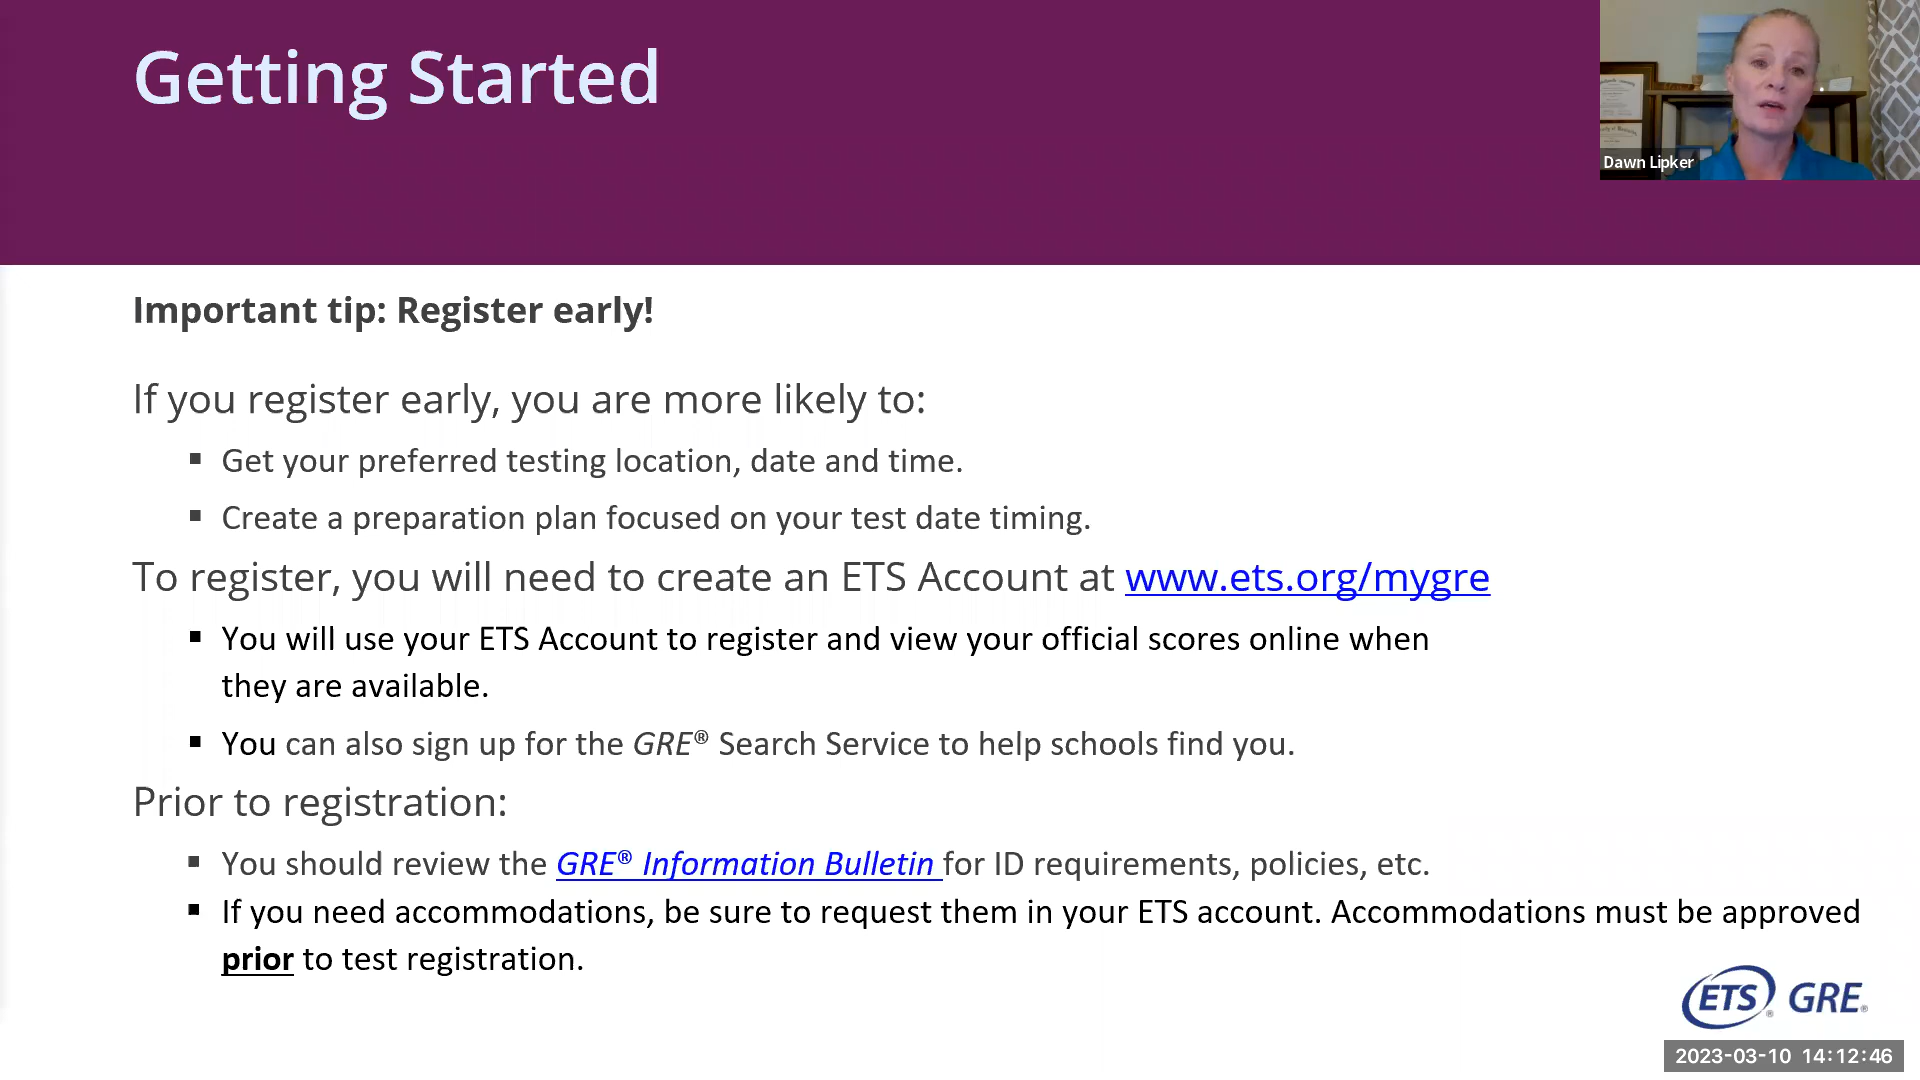 Getting Started
Dawn Lipker
Important tip: Register early!
If you register early, you are more likely to:
▪ Get your preferred testing location, date and time.
▪ Create a preparation plan focused on your test date timing.
To register, you will need to create an ETS Account at www.ets.org/mygre
▪ You will use your ETS Account to register and view your official scores online when
they are available.
▪ You can also sign up for the GRE® Search Service to help schools find you.
Prior to registration:
▪ You should review the GRE® Information Bulletin for ID requirements, policies, etc.
▪ If you need accommodations, be sure to request them in your ETS account. Accommodations must be approved
prior to test registration.
ETS® GRE®
2023-03-10 14:12:46